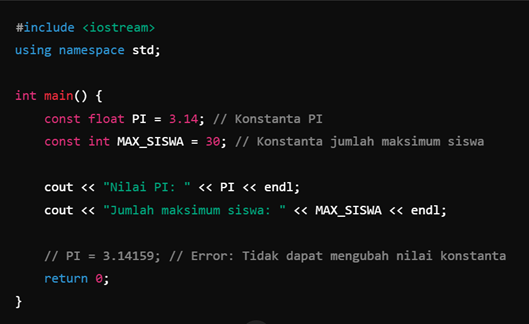 #include <iostream>
using namespace std;
int main() {
const float PI = 3.14; // Konstanta PI
const int MAX_SISWA = 30; // Konstanta jumlah maksimum siswa
cout << "Nilai PI: " << PI << endl;
cout << "Jumlah maksimum siswa: " << MAX_SISWA << endl;
// PI = 3.14159; // Error: Tidak dapat mengubah nilai konstanta
return 0;
}